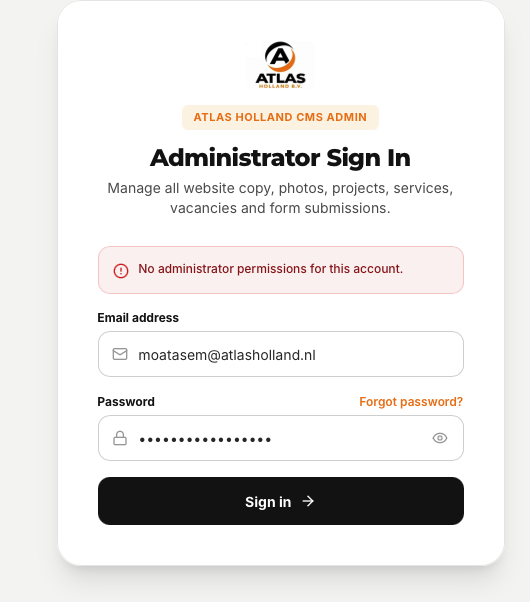 ATLAS
HOLLAND B.V.
ATLAS HOLLAND CMS ADMIN
Administrator Sign In
Manage all website copy, photos, projects, services,
vacancies and form submissions.
No administrator permissions for this account.
Email address
moatasem@atlasholland.nl
Password Forgot password?
•••••••••••••••••
Sign in →